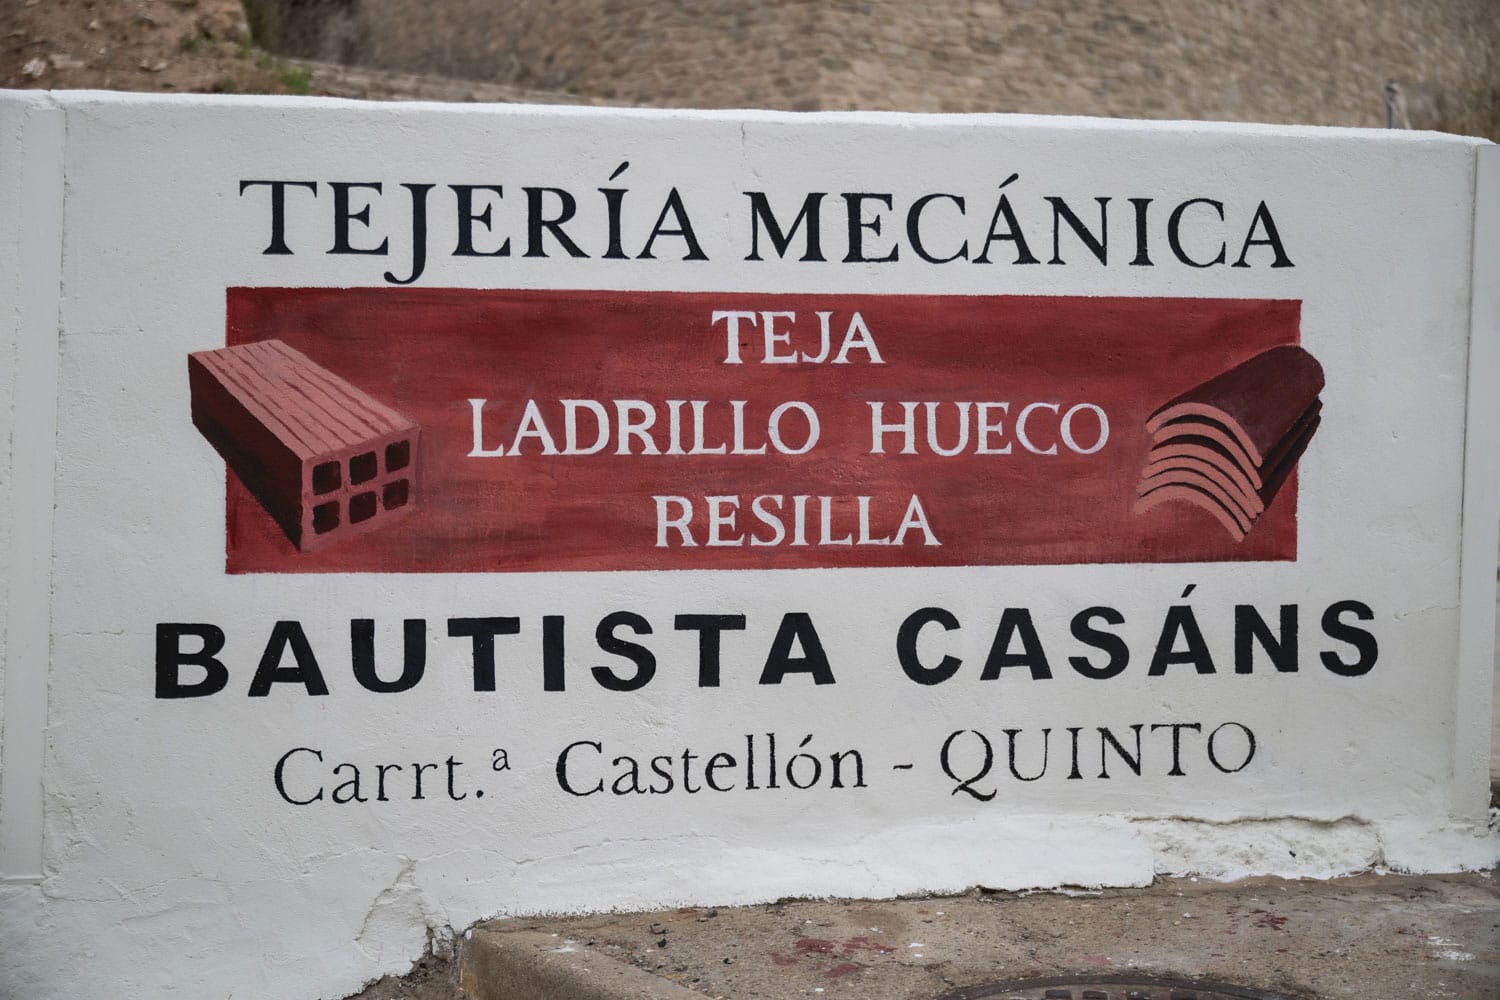 TEJERÍA MECÁNICA
TEJA
LADRILLO HUECO
RESILLA
BAUTISTA CASÁNS
Carrt.ª Castellón - QUINTO